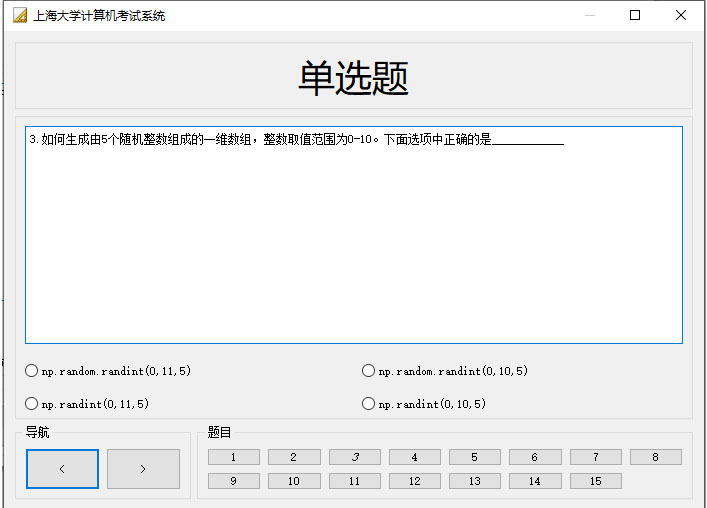 上海大学计算机考试系统
单选题
3.如何生成由5个随机整数组成的一维数组，整数取值范围为0-10。下面选项中正确的是____________
np.random.randint(0,11,5)
np.random.randint(0,10,5)
np.randint(0,11,5)
np.randint(0,10,5)
导航
题目
< >
1 2 3 4 5 6 7 8
9 10 11 12 13 14 15